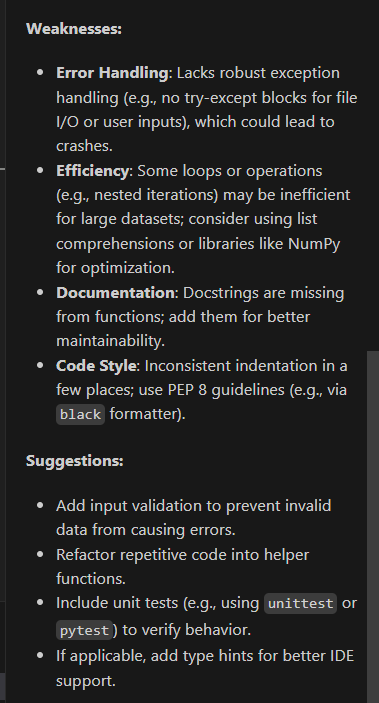 Weaknesses:
• Error Handling: Lacks robust exception
handling (e.g., no try-except blocks for file
I/O or user inputs), which could lead to
crashes.
• Efficiency: Some loops or operations
(e.g., nested iterations) may be inefficient
for large datasets; consider using list
comprehensions or libraries like NumPy
for optimization.
• Documentation: Docstrings are missing
from functions; add them for better
maintainability.
• Code Style: Inconsistent indentation in a
few places; use PEP 8 guidelines (e.g., via
black formatter).
Suggestions:
• Add input validation to prevent invalid
data from causing errors.
• Refactor repetitive code into helper
functions.
• Include unit tests (e.g., using unittest or
pytest) to verify behavior.
• If applicable, add type hints for better IDE
support.